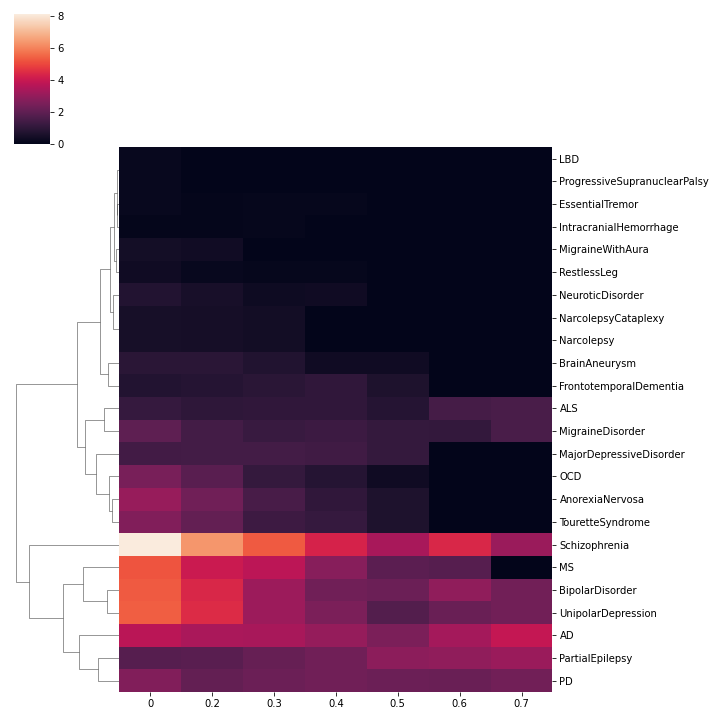 8
6
4
2
0
LBD
ProgressiveSupranuclearPalsy
EssentialTremor
IntracranialHemorrhage
MigraineWithAura
RestlessLeg
NeuroticDisorder
NarcolepsyCataplexy
Narcolepsy
BrainAneurysm
FrontotemporalDementia
ALS
MigraineDisorder
MajorDepressiveDisorder
OCD
AnorexiaNervosa
TouretteSyndrome
Schizophrenia
MS
BipolarDisorder
UnipolarDepression
AD
PartialEpilepsy
PD
0 0.2 0.3 0.4 0.5 0.6 0.7